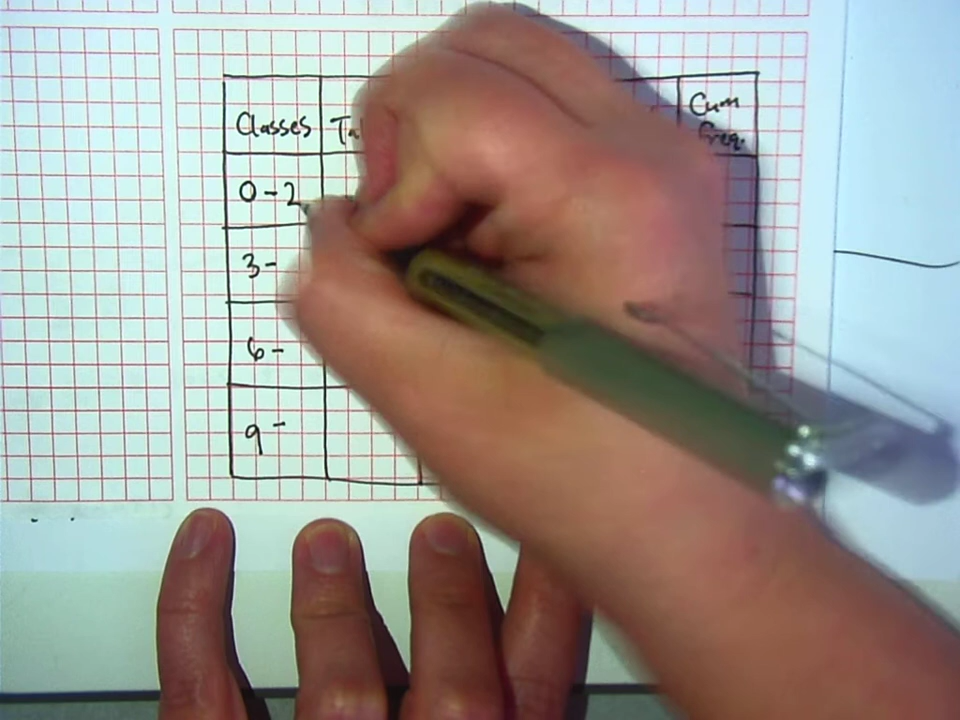 Classes
Cum
freq.
0-2
3-
6-
9-